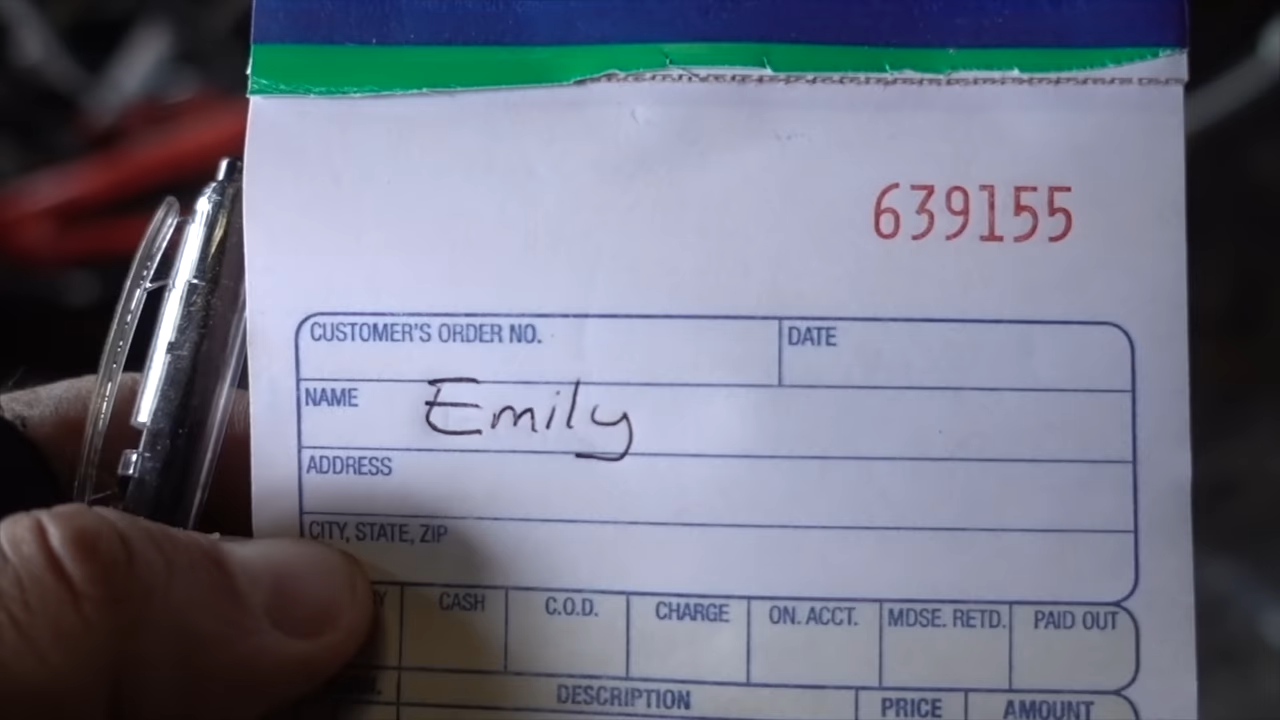 639155
CUSTOMER'S ORDER NO. DATE
NAME Emily
ADDRESS
CITY, STATE, ZIP
CASH C.O.D. CHARGE ON. ACCT. MDSE. RETD. PAID OUT
DESCRIPTION PRICE AMOUNT